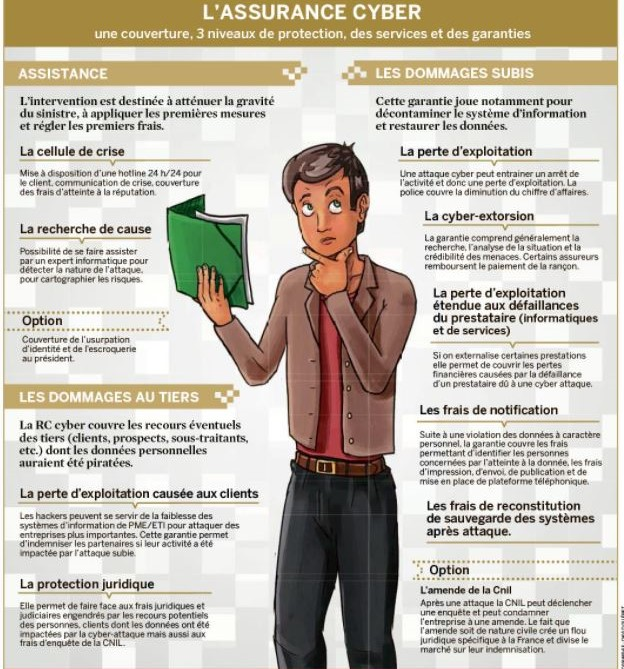 L'ASSURANCE CYBER
une couverture, 3 niveaux de protection, des services et des garanties
ASSISTANCE
L'intervention est destinée à atténuer la gravité
du sinistre, à appliquer les premières mesures
et régler les premiers frais.
La cellule de crise
Mise à disposition d'une hotline 24 h/24 pour
le client, communication de crise, couverture
des frais d'atteinte à la réputation.
La recherche de cause
Possibilité de se faire assister
par un expert informatique pour
détecter la nature de l'attaque,
pour cartographier les risques.
Option
Couverture de l'usurpation
d'identité et de l'escroquerie
au président.
LES DOMMAGES AU TIERS
La RC cyber couvre les recours éventuels
des tiers (clients, prospects, sous-traitants,
etc.) dont les données personnelles
auraient été piratées.
La perte d'exploitation causée aux clients
Les hackers peuvent se servir de la faiblesse des
systèmes d'information de PME/ETI pour attaquer des
entreprises plus importantes. Cette garantie permet
d'indemniser les partenaires si leur activité a été
impactée par l'attaque subie.
La protection juridique
Elle permet de faire face aux frais juridiques et
judiciaires engendrés par les recours potentiels
des personnes, clients dont les données ont été
impactées par la cyber-attaque mais aussi aux
frais d'enquête de la CNIL.
LES DOMMAGES SUBIS
Cette garantie joue notamment pour
décontaminer le système d'information
et restaurer les données.
La perte d'exploitation
Une attaque cyber peut entrainer un arrêt de
l'activité et donc une perte d'exploitation. La
police couvre la diminution du chiffre d'affaires.
La cyber-extorsion
La garantie comprend généralement la
recherche, l'analyse de la situation et la
crédibilité des menaces. Certains assureurs
remboursent le paiement de la rançon.
La perte d'exploitation
étendue aux défaillances
du prestataire (informatiques
et de services)
Si on externalise certaines prestations
elle permet de couvrir les pertes
financières causées par la défaillance
d'un prestataire dû à une cyber attaque.
Les frais de notification
Suite à une violation des données à caractère
personnel, la garantie couvre les frais
permettant d'identifier les personnes
concernées par l'atteinte à la donnée, les frais
d'impression, d'envoi, de publication et de
mise en place de plateforme téléphonique.
Les frais de reconstitution
de sauvegarde des systèmes
après attaque.
Option
L'amende de la Cnil
Après une attaque la CNIL peut déclencher
une enquête et peut condamner
l'entreprise à une amende. Le fait que
l'amende soit de nature civile crée un flou
juridique spécifique à la France et divise le
marché sur leur indemnisation.